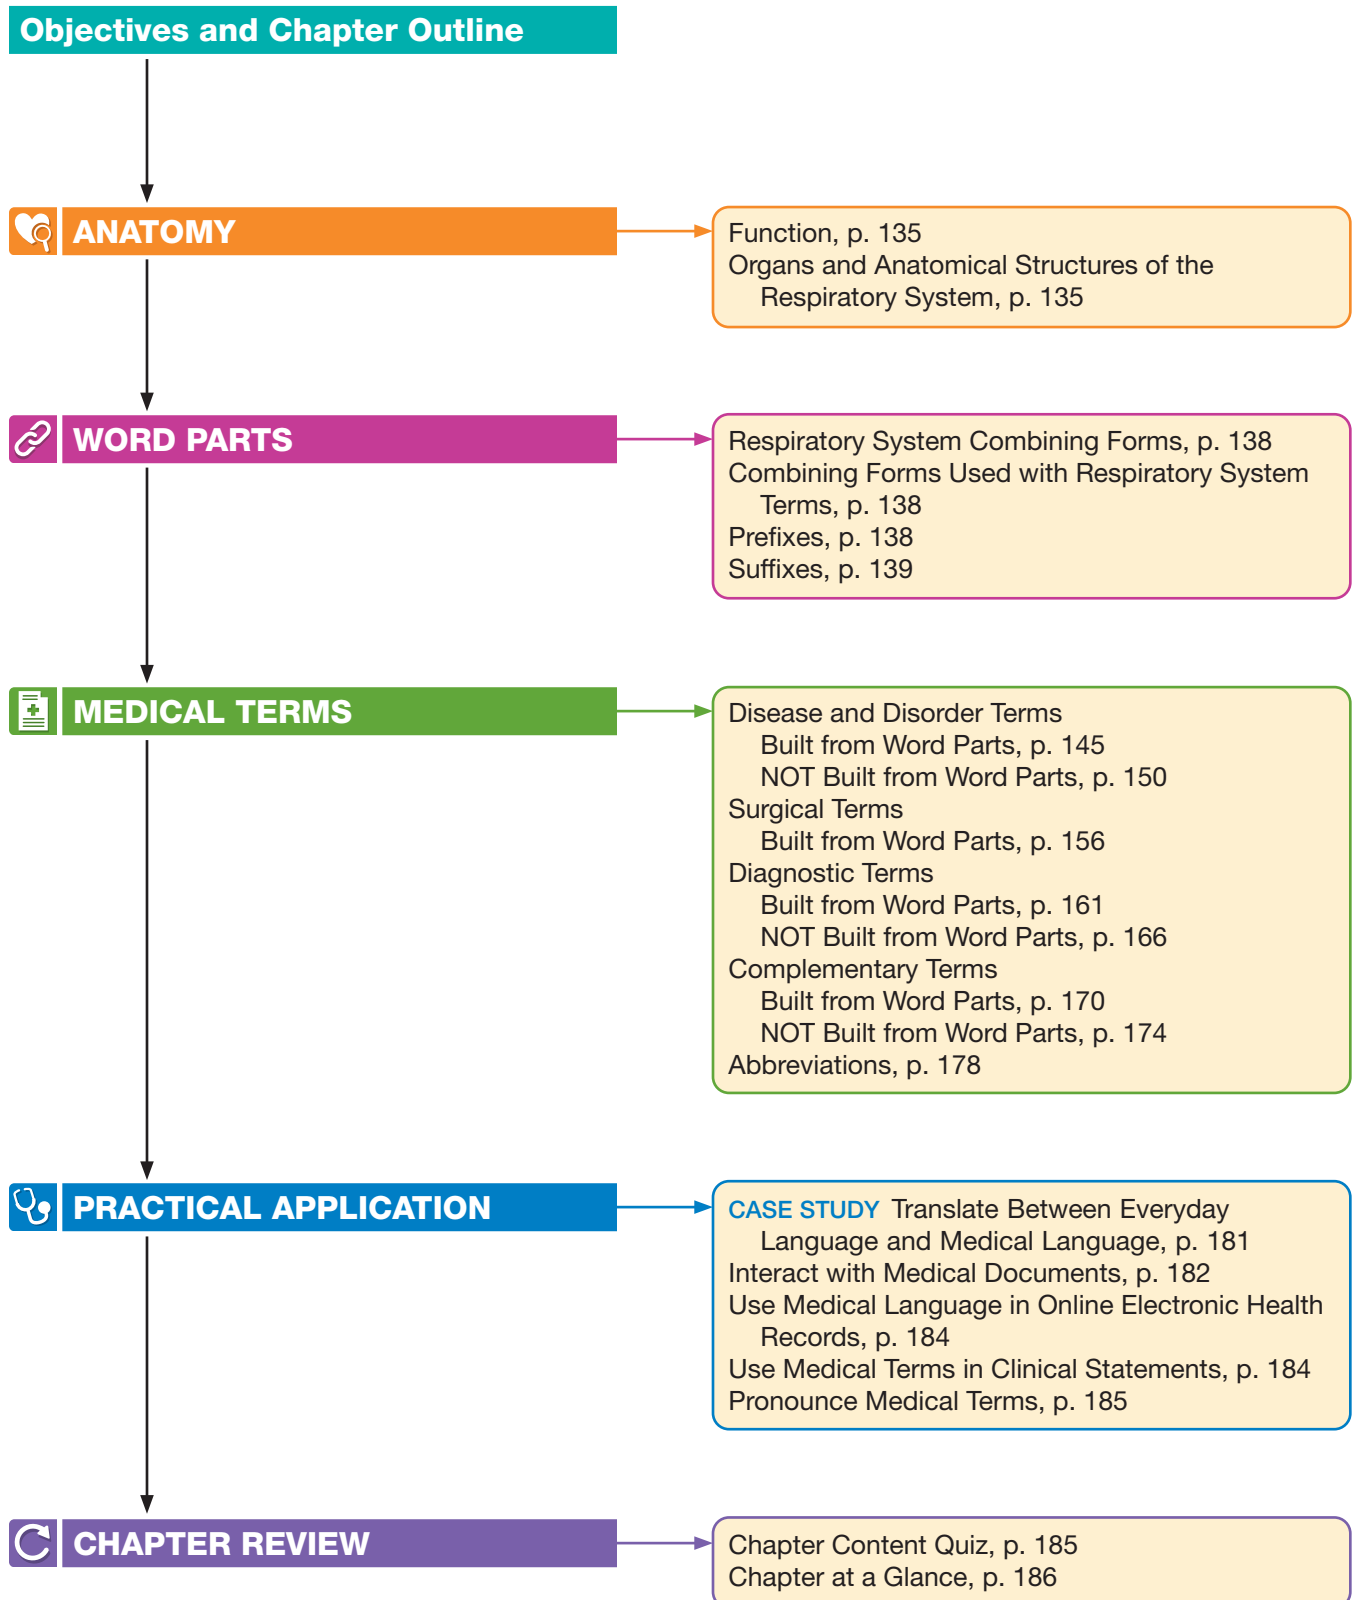 Objectives and Chapter Outline
ANATOMY
Function, p. 135
Organs and Anatomical Structures of the
Respiratory System, p. 135
WORD PARTS
Respiratory System Combining Forms, p. 138
Combining Forms Used with Respiratory System
Terms, p. 138
Prefixes, p. 138
Suffixes, p. 139
MEDICAL TERMS
Disease and Disorder Terms
Built from Word Parts, p. 145
NOT Built from Word Parts, p. 150
Surgical Terms
Built from Word Parts, p. 156
Diagnostic Terms
Built from Word Parts, p. 161
NOT Built from Word Parts, p. 166
Complementary Terms
Built from Word Parts, p. 170
NOT Built from Word Parts, p. 174
Abbreviations, p. 178
PRACTICAL APPLICATION
CASE STUDY Translate Between Everyday
Language and Medical Language, p. 181
Interact with Medical Documents, p. 182
Use Medical Language in Online Electronic Health
Records, p. 184
Use Medical Terms in Clinical Statements, p. 184
Pronounce Medical Terms, p. 185
CHAPTER REVIEW
Chapter Content Quiz, p. 185
Chapter at a Glance, p. 186